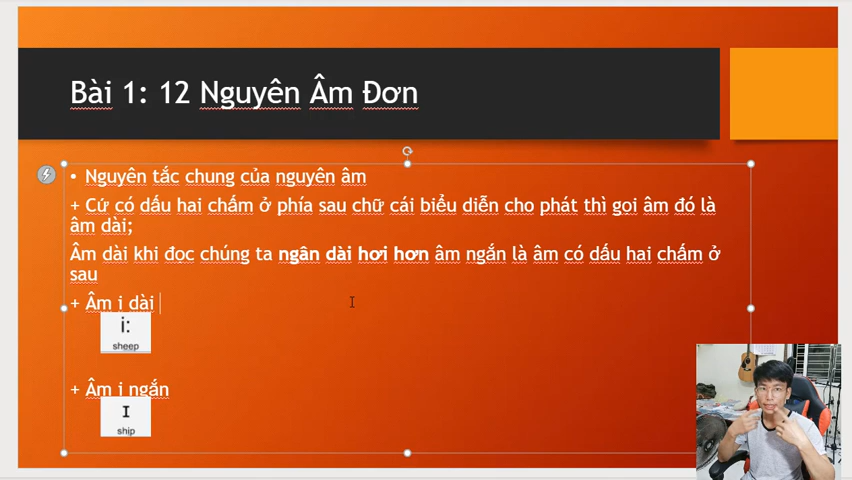 Bài 1: 12 Nguyên Âm Đơn
• Nguyên tắc chung của nguyên âm
+ Cứ có dấu hai chấm ở phía sau chữ cái biểu diễn cho phát thì gọi âm đó là
âm dài;
Âm dài khi đọc chúng ta ngân dài hơi hơn âm ngắn là âm có dấu hai chấm ở
sau
+ Âm i dài
i:
sheep
+ Âm i ngắn
I
ship